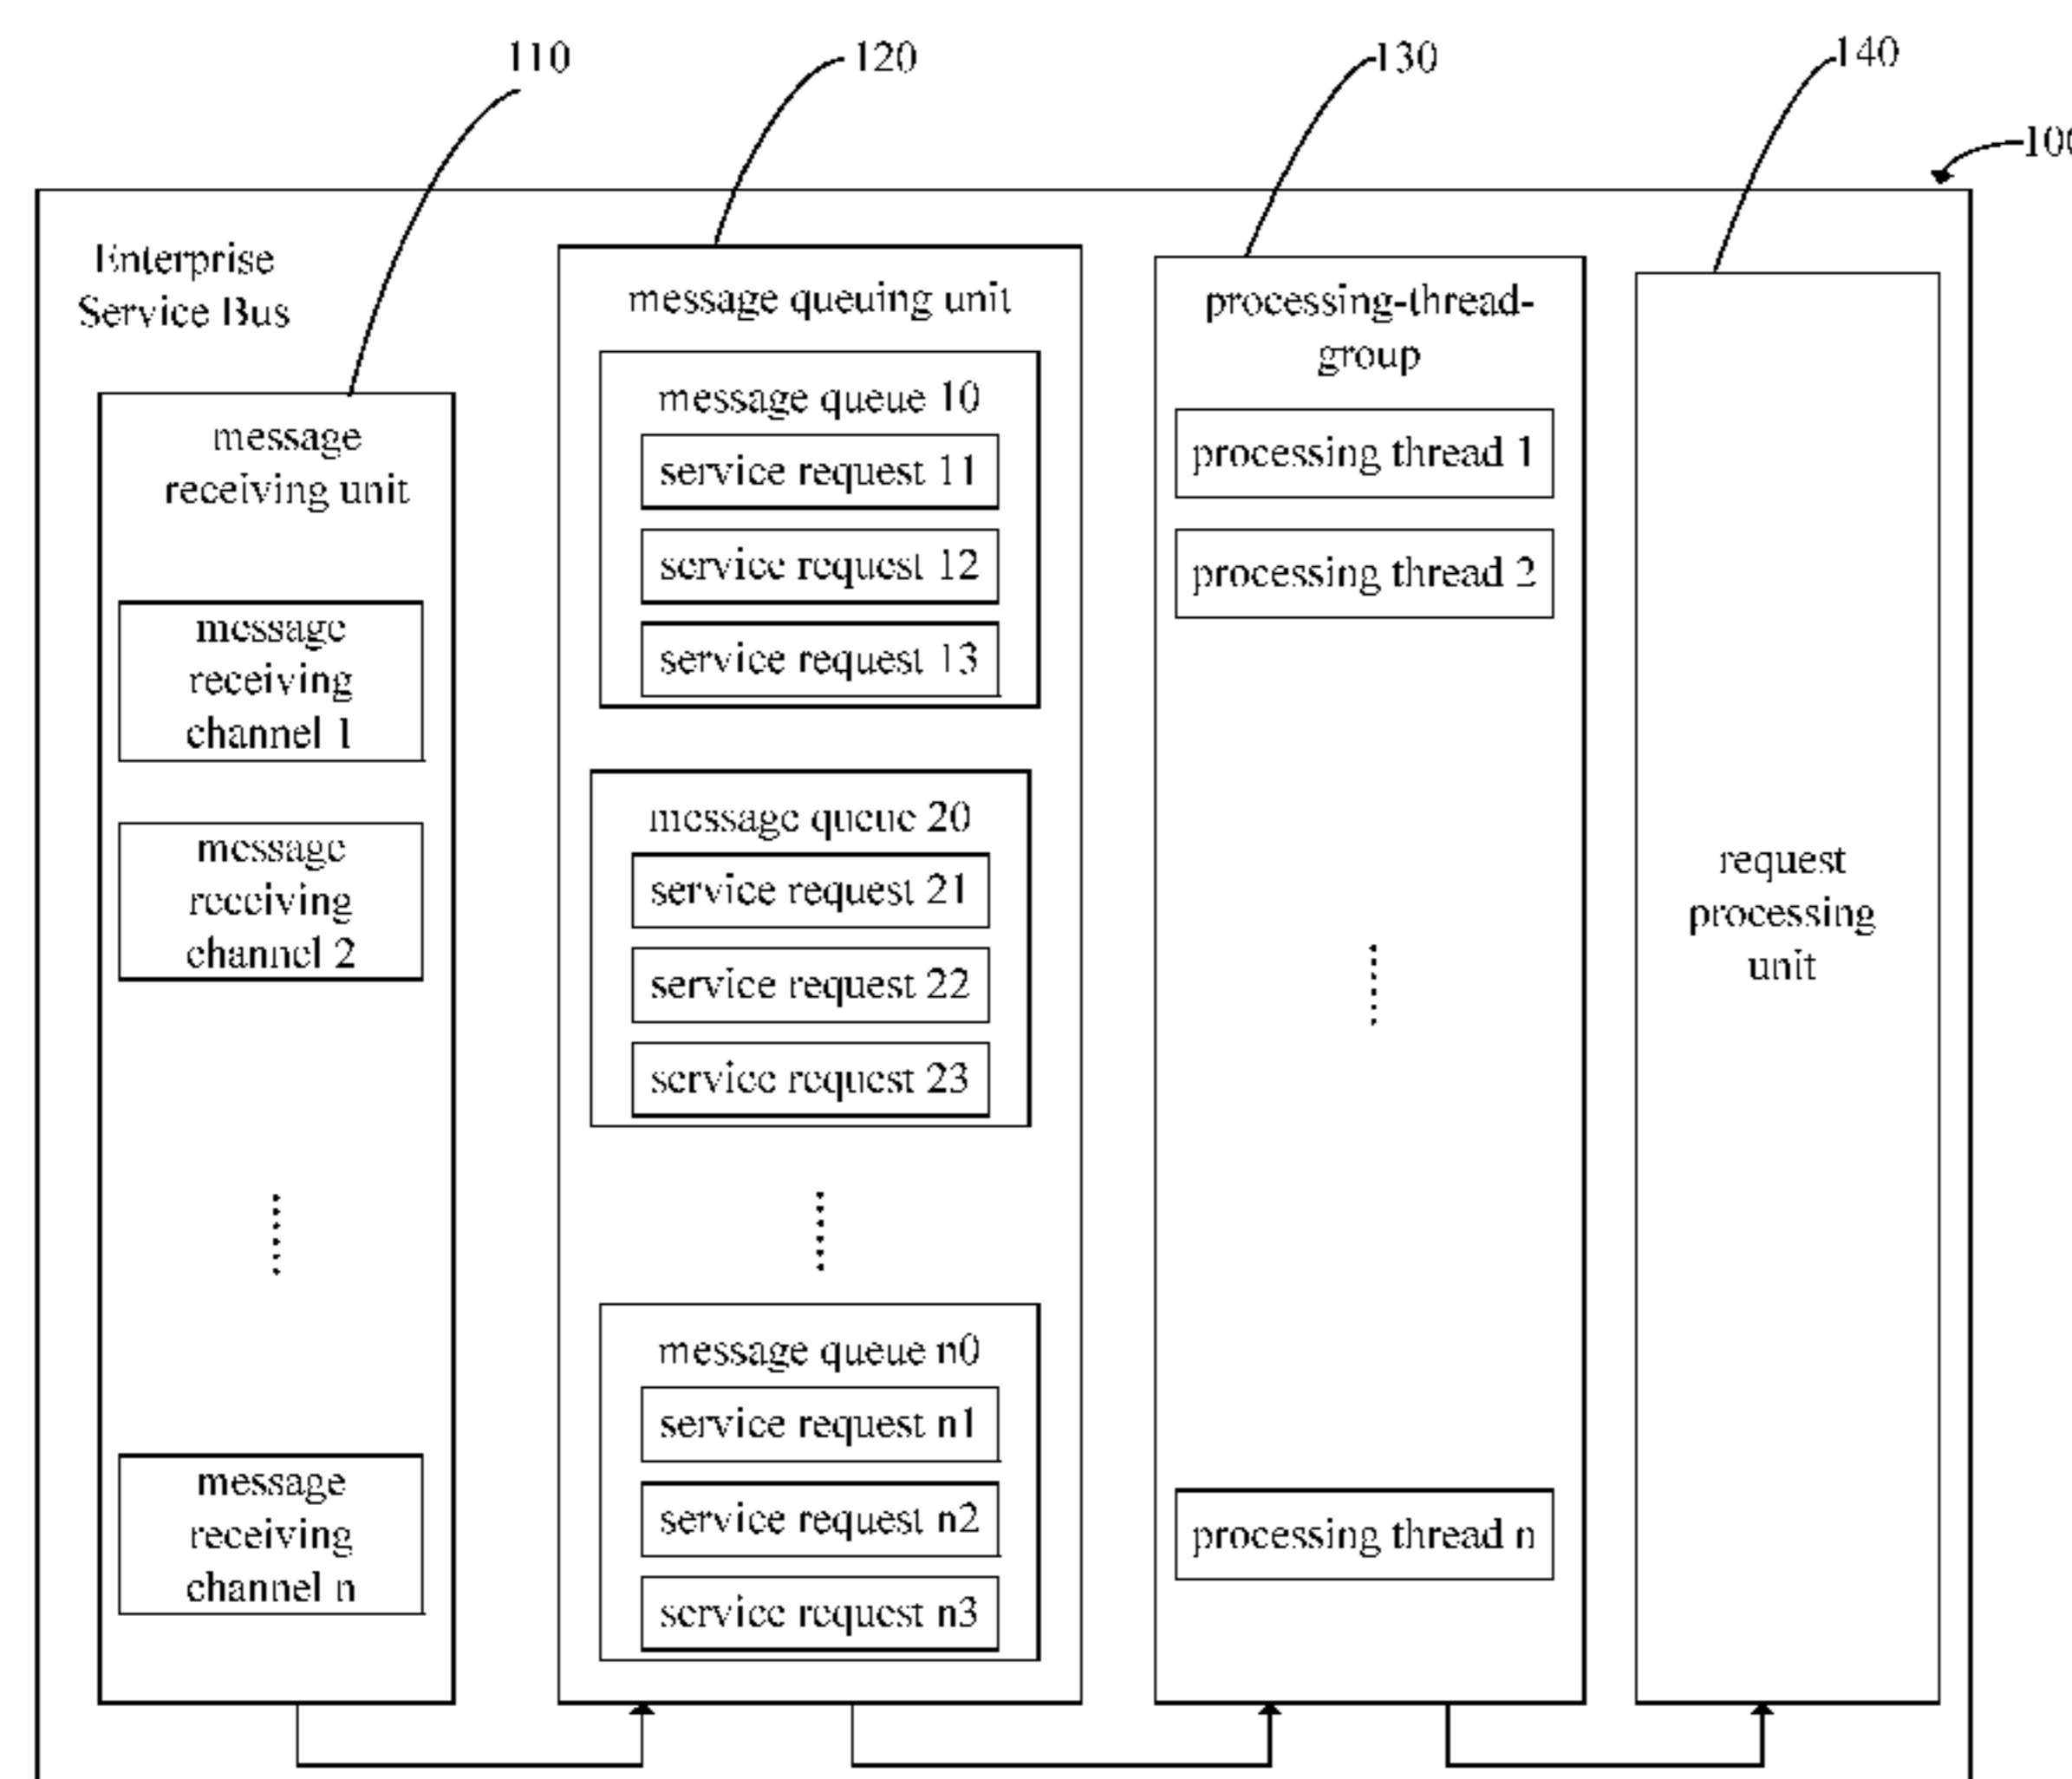 110
120
130
140
100
Enterprise
Service Bus
message
receiving unit
message
receiving
channel 1
message
receiving
channel 2
message
receiving
channel n
message queuing unit
message queue 10
service request 11
service request 12
service request 13
message queue 20
service request 21
service request 22
service request 23
message queue n0
service request n1
service request n2
service request n3
processing-thread-
group
processing thread 1
processing thread 2
processing thread n
request
processing
unit